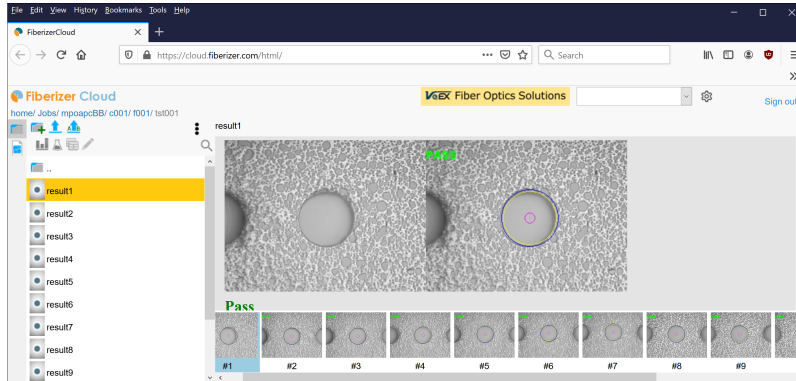 File Edit View History Bookmarks Tools Help
FiberizerCloud
https://cloud.fiberizer.com/html/
Search
Fiberizer Cloud
VeEX Fiber Optics Solutions
Sign out
home/ Jobs/ mpoapcBB/ c001/ f001/ tst001
result1
..
PASS
result1
result2
result3
result4
result5
result6
result7
result8
result9
Pass
#1 #2 #3 #4 #5 #6 #7 #8 #9